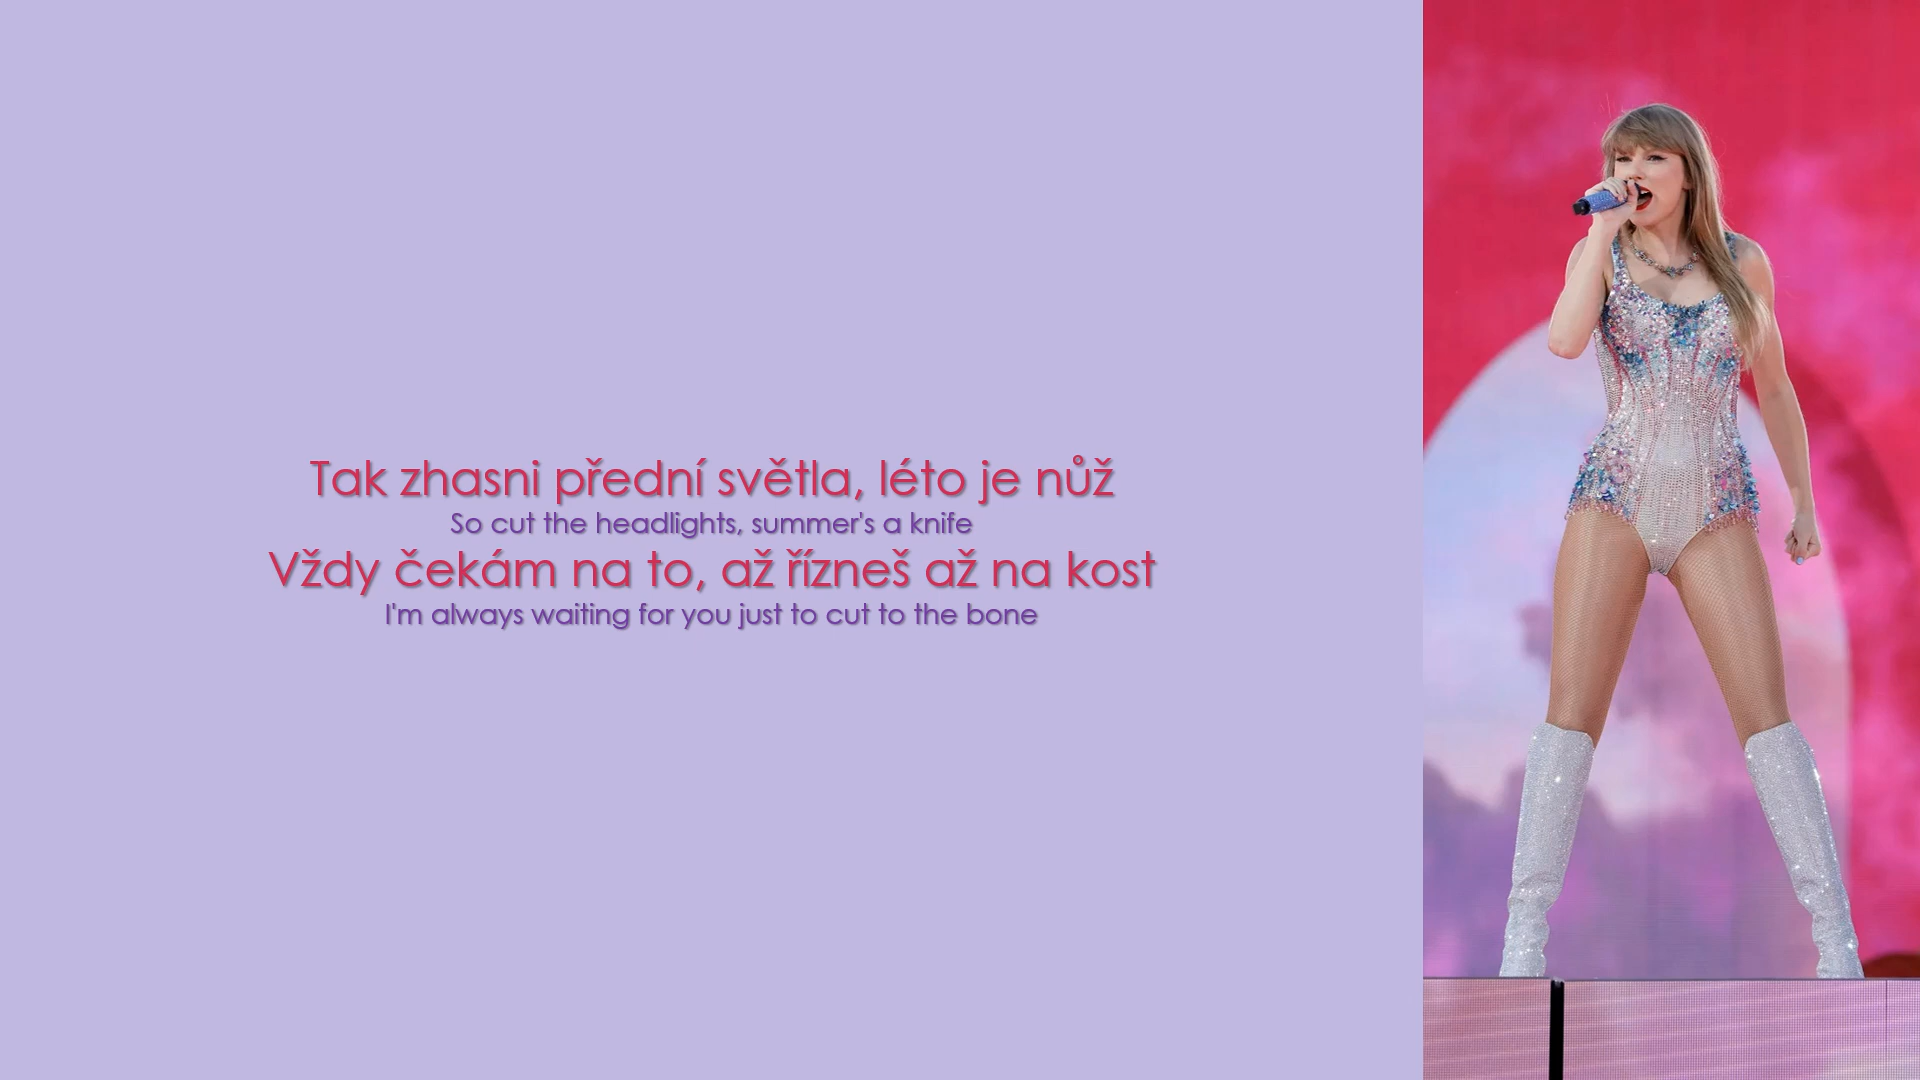 Tak zhasni přední světla, léto je nůž
So cut the headlights, summer's a knife
Vždy čekám na to, až řízneš až na kost
I'm always waiting for you just to cut to the bone